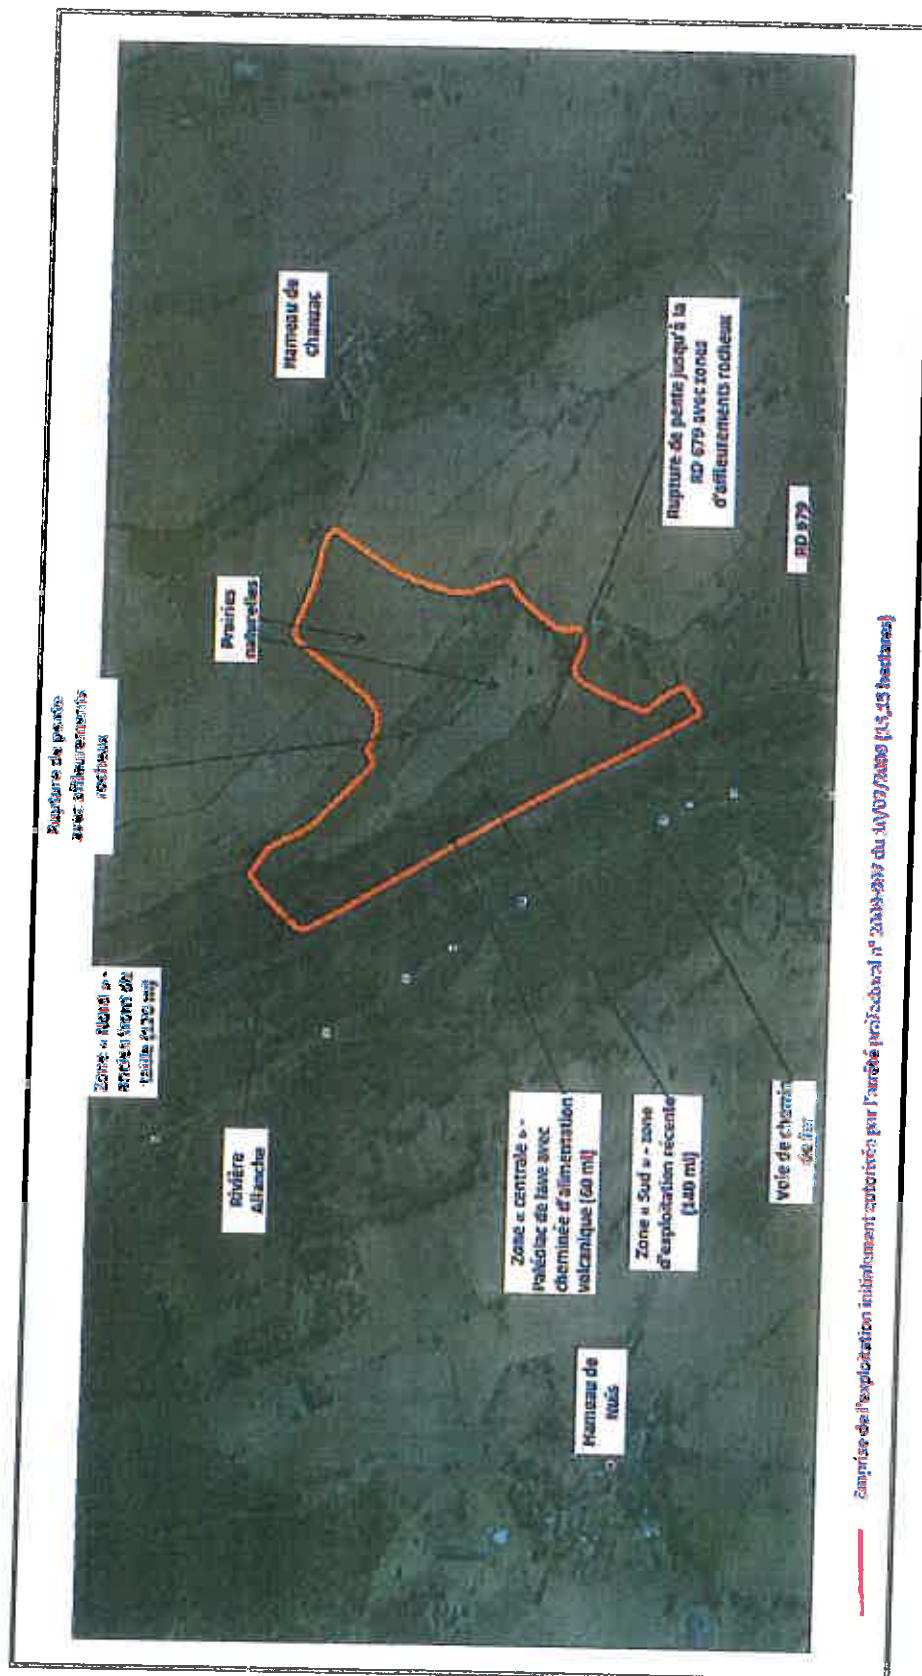 Hameau de
chanzac
Prairies
naturelles
Rupture de pente
avec affleurements
rocheux
Zone « Nord » -
ancien front de
taille
Rivière
Allanche
Rupture de pente jusqu'à la
RD 679 avec zones
d'affleurements rocheux
RD 679
Zone « centrale » -
Paléolac de lave avec
cheminée d'alimentation
volcanique (60 ml)
Zone « Sud » - zone
d'exploitation récente
(140 ml)
Voie de chemin
de fer
Hameau de
Nuis
Emprise de l'exploitation initialement autorisée par l'arrêté préfectoral n°